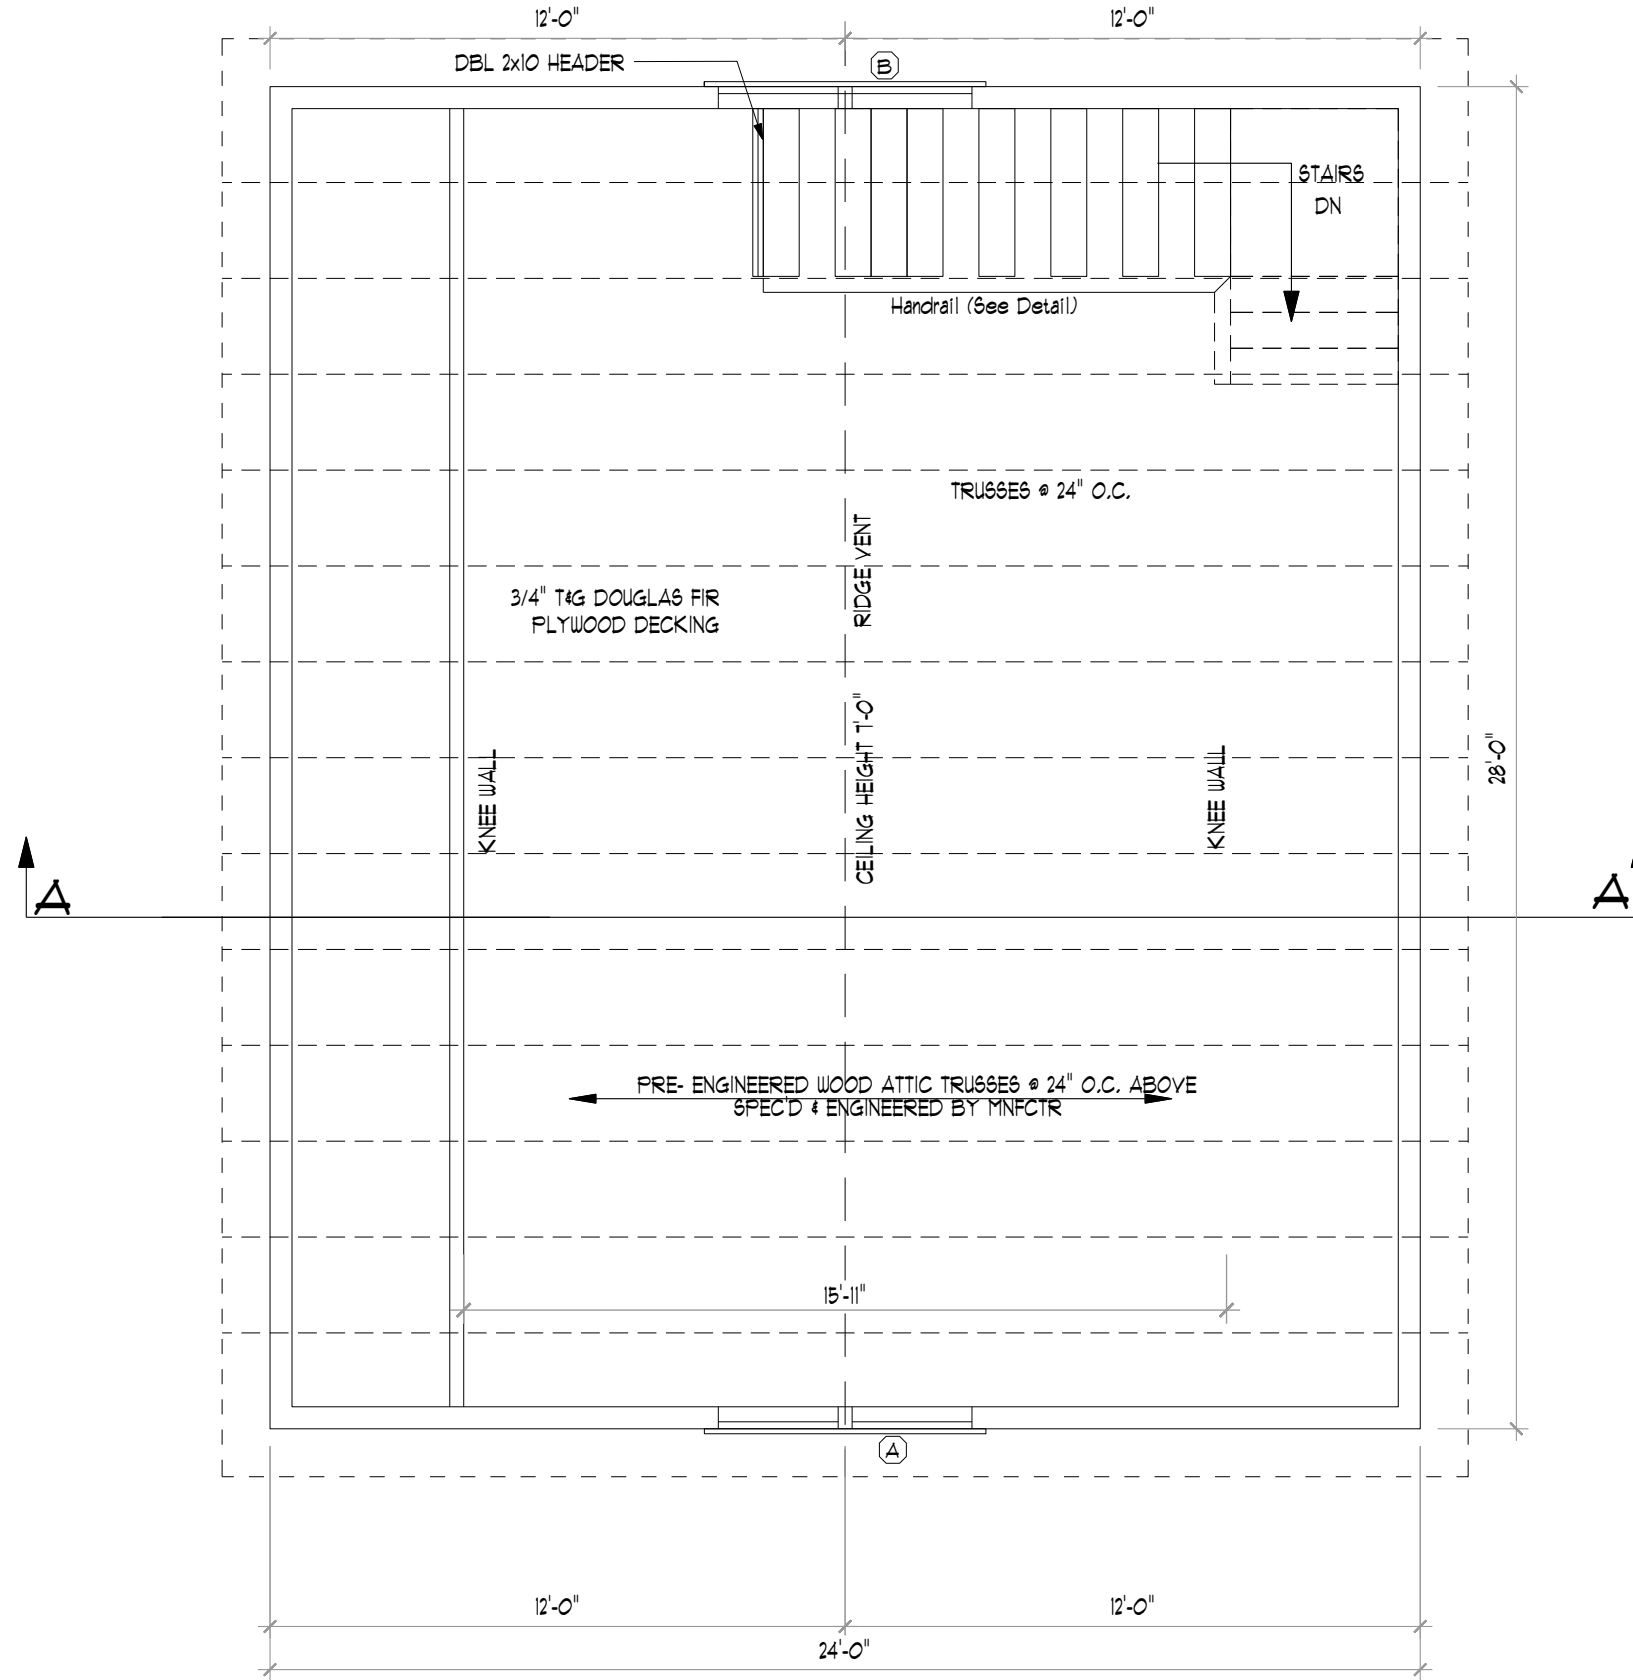 12'-0"
12'-0"
DBL 2x10 HEADER
B
STAIRS
DN
Handrail (See Detail)
TRUSSES @ 24" O.C.
RIDGE VENT
3/4" T&G DOUGLAS FIR
PLYWOOD DECKING
CEILING HEIGHT 7'-0"
KNEE WALL
KNEE WALL
28'-0"
A
A
PRE- ENGINEERED WOOD ATTIC TRUSSES @ 24" O.C. ABOVE
SPEC'D & ENGINEERED BY MNFCTR
15'-11"
A
12'-0"
12'-0"
24'-0"